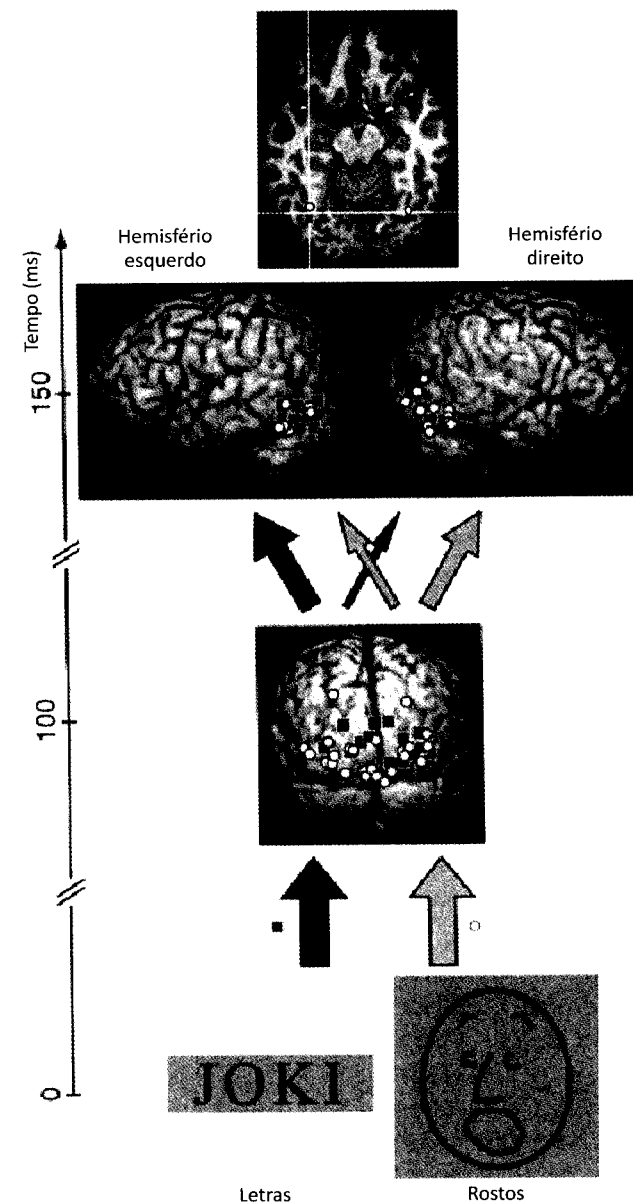 Hemisfério
esquerdo
Hemisfério
direito
Tempo (ms)
150
100
0
JOKI
Letras
Rostos